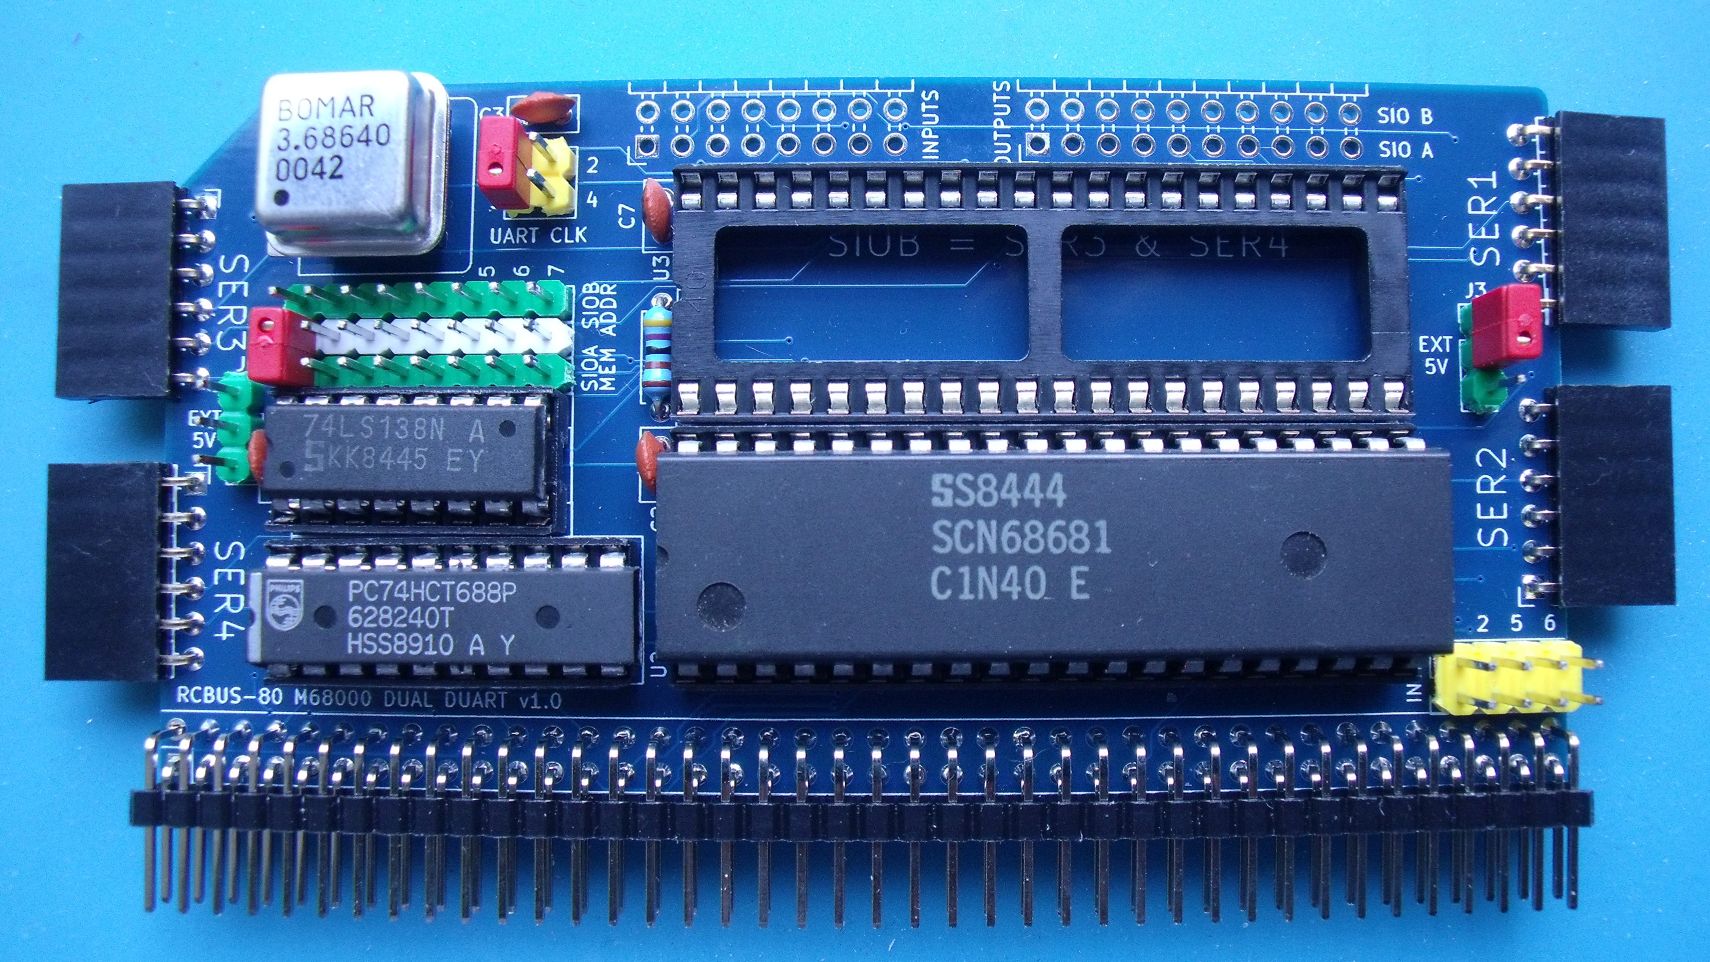 BOMAR
3.68640
0042
C3
2
4
UART CLK
INPUTS
OUTPUTS
SIO B
SIO A
C7
U3
SIOB = SER3 & SER4
SER1
J3
EXT
5V
SER2
SER3
5 6 7
SIOA SIOB
MEM ADDR
EXT
5V
74LS138N A
SKK8445 EY
SER4
PHILIPS
PC74HCT688P
628240T
HSS8910 A Y
SS8444
SCN68681
C1N40 E
2 5 6
IN
RCBUS-80 M68000 DUAL DUART v1.0